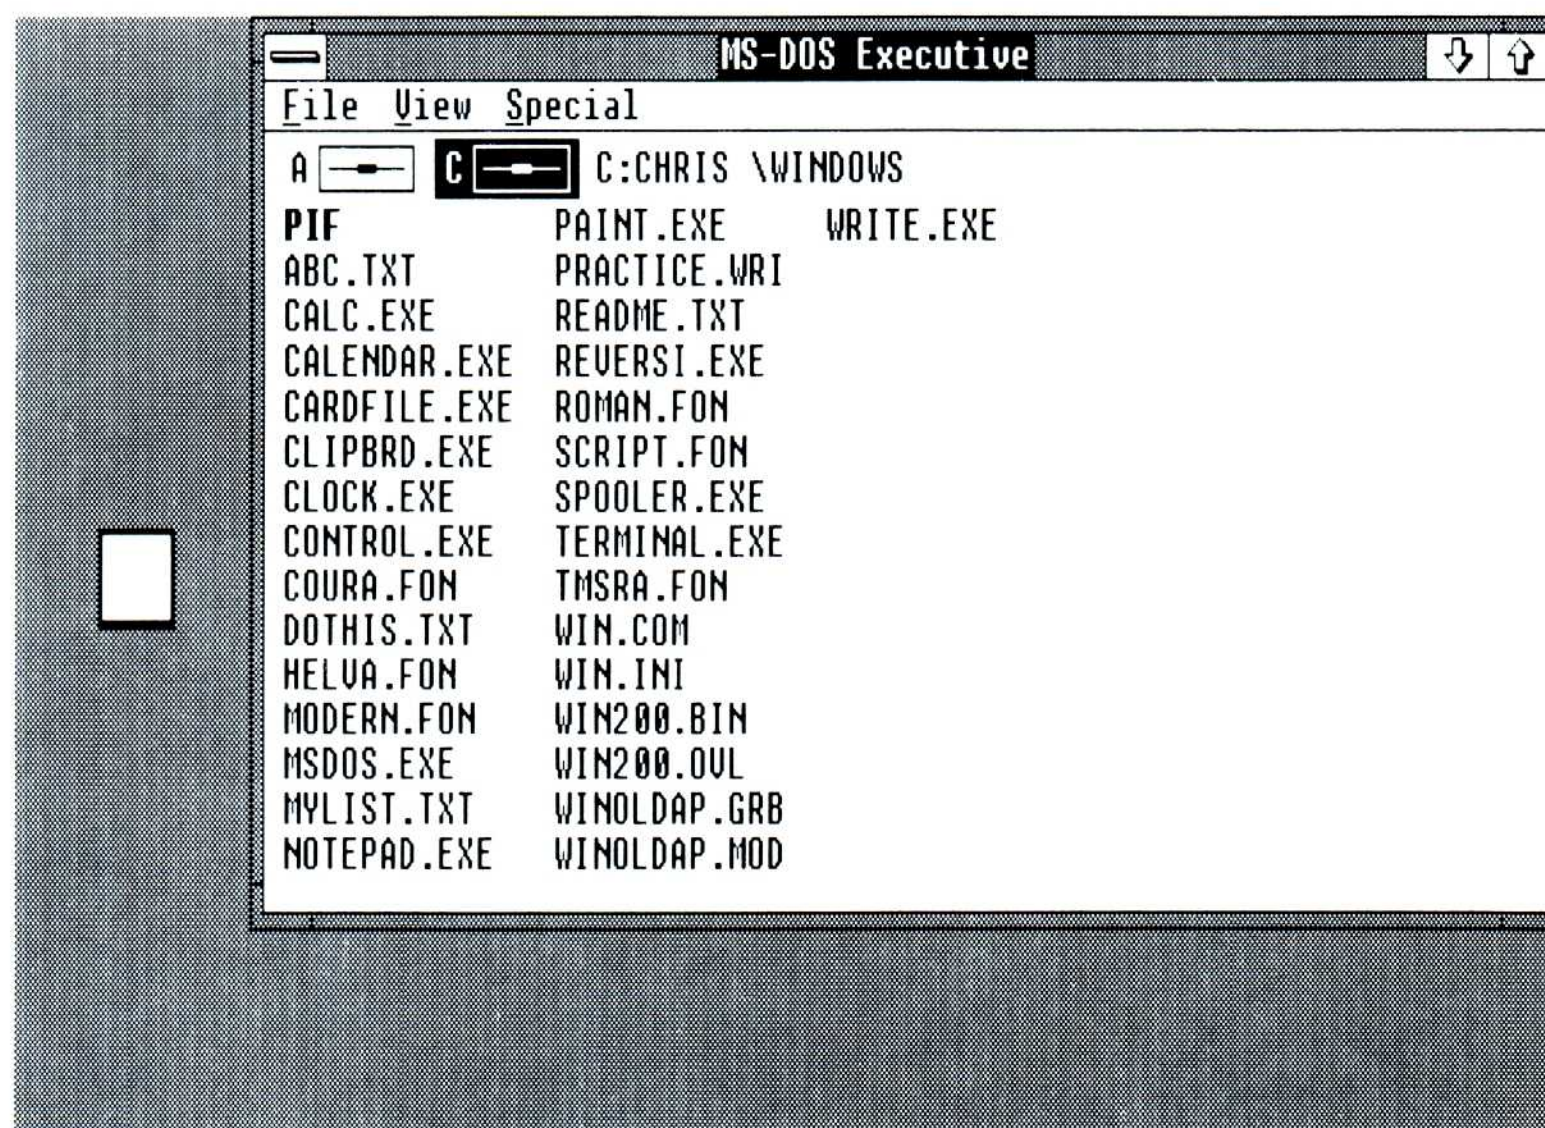 MS-DOS Executive
File View Special
A C C:CHRIS \WINDOWS
PIF PAINT.EXE WRITE.EXE
ABC.TXT PRACTICE.WRI
CALC.EXE README.TXT
CALENDAR.EXE REVERSI.EXE
CARDFILE.EXE ROMAN.FON
CLIPBRD.EXE SCRIPT.FON
CLOCK.EXE SPOOLER.EXE
CONTROL.EXE TERMINAL.EXE
COURA.FON TMSRA.FON
DOTHIS.TXT WIN.COM
HELVA.FON WIN.INI
MODERN.FON WIN200.BIN
MSDOS.EXE WIN200.OVL
MYLIST.TXT WINOLDAP.GRB
NOTEPAD.EXE WINOLDAP.MOD